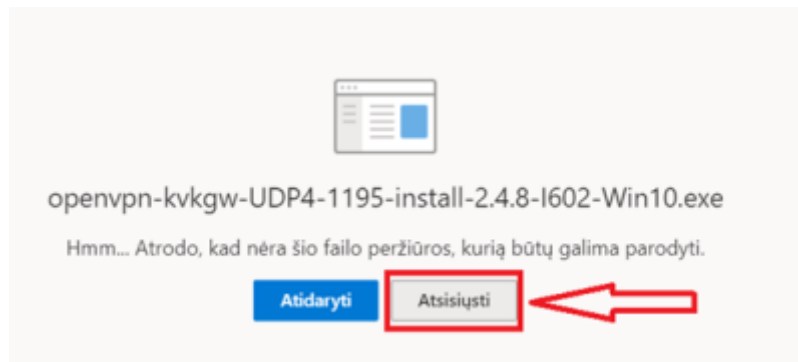 openvpn-kvkgw-UDP4-1195-install-2.4.8-I602-Win10.exe
Hmm... Atrodo, kad nėra šio failo peržiūros, kurią būtų galima parodyti.
Atidaryti Atsisiųsti